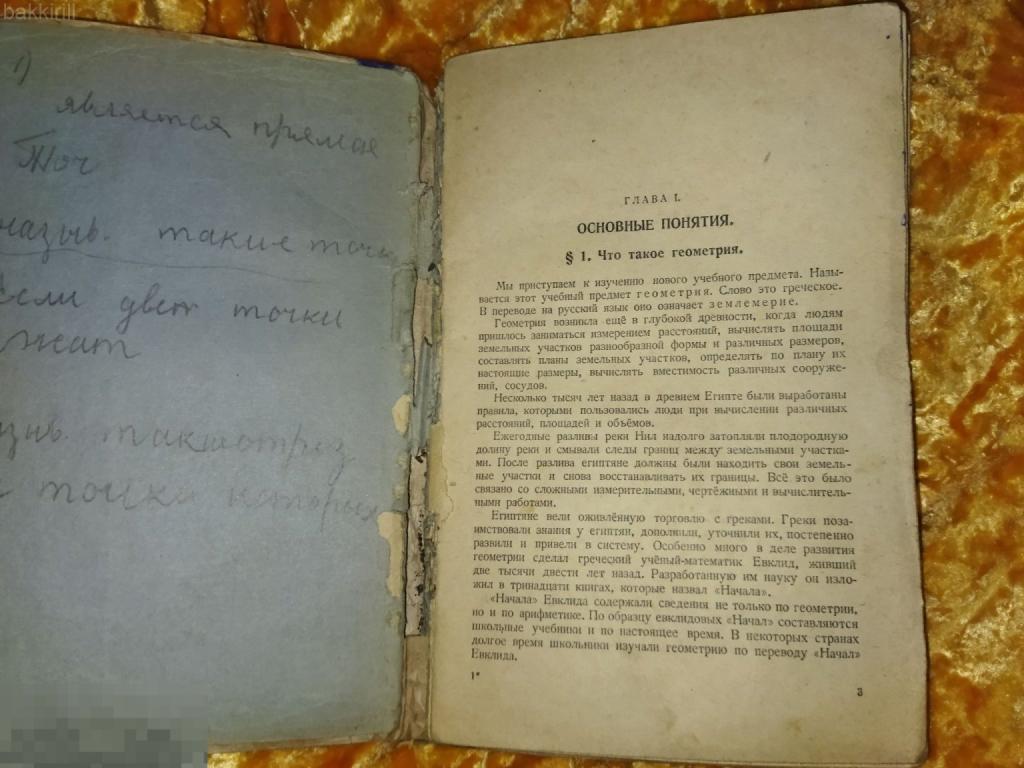 bakkirill
1)
является прямая
Точ
назыв. такие точки
Если двет точки
лежат
такие отрез
точки которых
ГЛАВА I.
ОСНОВНЫЕ ПОНЯТИЯ.
§ 1. Что такое геометрия.
Мы приступаем к изучению нового учебного предмета. Назы-
вается этот учебный предмет геометрия. Слово это греческое.
В переводе на русский язык оно означает землемерие.
Геометрия возникла ещё в глубокой древности, когда людям
пришлось заниматься измерением расстояний, вычислять площади
земельных участков разнообразной формы и различных размеров,
составлять планы земельных участков, определять по плану их
настоящие размеры, вычислять вместимость различных сооруже-
ний, сосудов.
Несколько тысяч лет назад в древнем Египте были выработаны
правила, которыми пользовались люди при вычислении различных
расстояний, площадей и объёмов.
Ежегодные разливы реки Нил надолго затопляли плодородную
долину реки и смывали следы границ между земельными участка-
ми. После разлива египтяне должны были находить свои земель-
ные участки и снова восстанавливать их границы. Всё это было
связано со сложными измерительными, чертёжными и вычислитель-
ными работами.
Египтяне вели оживлённую торговлю с греками. Греки поза-
имствовали знания у египтян, дополнили, уточнили их, постепенно
развили и привели в систему. Особенно много в деле развития
геометрии сделал греческий учёный-математик Евклид, живший
две тысячи двести лет назад. Разработанную им науку он изло-
жил в тринадцати книгах, которые назвал «Начала».
«Начала» Евклида содержали сведения не только по геометрии,
но и по арифметике. По образцу евклидовых «Начал» составляются
школьные учебники и по настоящее время. В некоторых странах
долгое время школьники изучали геометрию по переводу «Начал»
Евклида.
1*
3